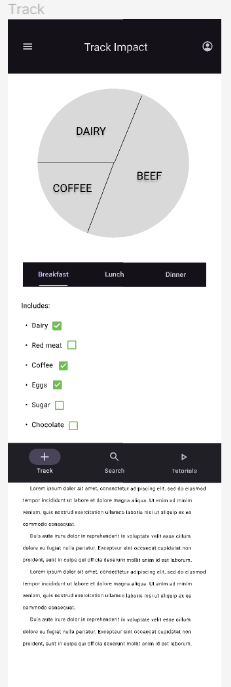 Track
Track Impact
DAIRY
BEEF
COFFEE
Breakfast Lunch Dinner
Includes:
• Dairy
• Red meat
• Coffee
• Eggs
• Sugar
• Chocolate
Track Search Tutorials
Lorem ipsum dolor sit amet, consectetur adipiscing elit, sed do eiusmod
tempor incididunt ut labore et dolore magna aliqua. Ut enim ad minim
veniam, quis nostrud exercitation ullamco laboris nisi ut aliquip ex ea
commodo consequat.
Duis aute irure dolor in reprehenderit in voluptate velit esse cillum
dolore eu fugiat nulla pariatur. Excepteur sint occaecat cupidatat non
proident, sunt in culpa qui officia deserunt mollit anim id est laborum.
Lorem ipsum dolor sit amet, consectetur adipiscing elit, sed do eiusmod
tempor incididunt ut labore et dolore magna aliqua. Ut enim ad minim
veniam, quis nostrud exercitation ullamco laboris nisi ut aliquip ex ea
commodo consequat.
Duis aute irure dolor in reprehenderit in voluptate velit esse cillum
dolore eu fugiat nulla pariatur. Excepteur sint occaecat cupidatat non
proident, sunt in culpa qui officia deserunt mollit anim id est laborum.